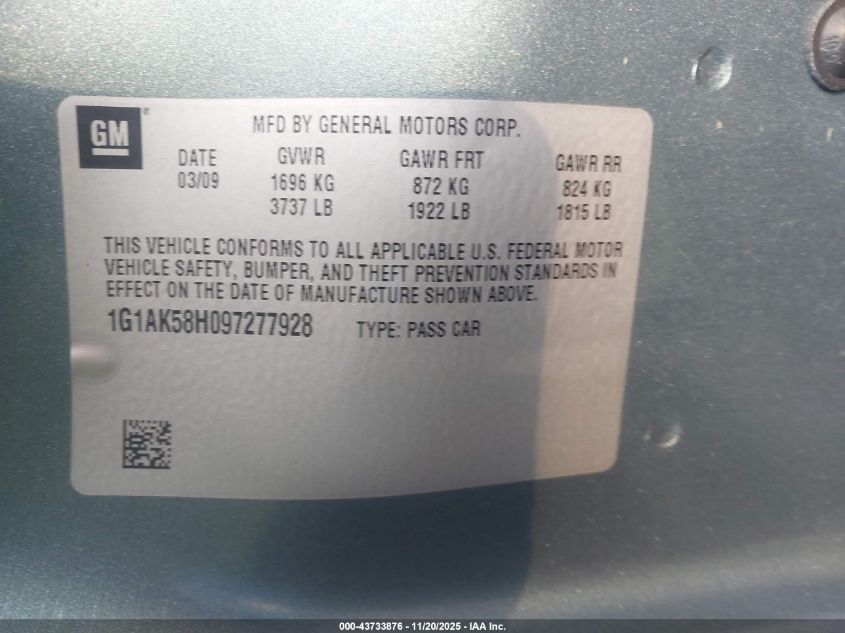 GM ®
MFD BY GENERAL MOTORS CORP.
DATE GVWR GAWR FRT GAWR RR
03/09 1696 KG 872 KG 824 KG
3737 LB 1922 LB 1815 LB
THIS VEHICLE CONFORMS TO ALL APPLICABLE U.S. FEDERAL MOTOR
VEHICLE SAFETY, BUMPER, AND THEFT PREVENTION STANDARDS IN
EFFECT ON THE DATE OF MANUFACTURE SHOWN ABOVE.
1G1AK58H097277928 TYPE: PASS CAR
000-43733876 - 11/20/2025 - IAA Inc.